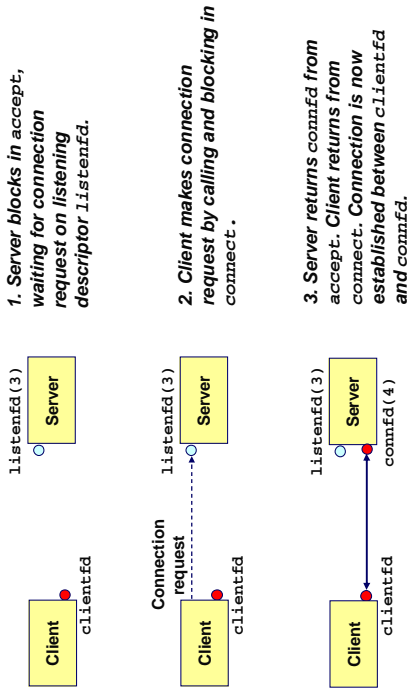 listenfd(3)
Client
Server
clientfd
1. Server blocks in accept,
waiting for connection
request on listening
descriptor listenfd.
Connection
request
listenfd(3)
Client
Server
clientfd
2. Client makes connection
request by calling and blocking in
connect.
listenfd(3)
Client
Server
clientfd
connfd(4)
3. Server returns connfd from
accept. Client returns from
connect. Connection is now
established between clientfd
and connfd.